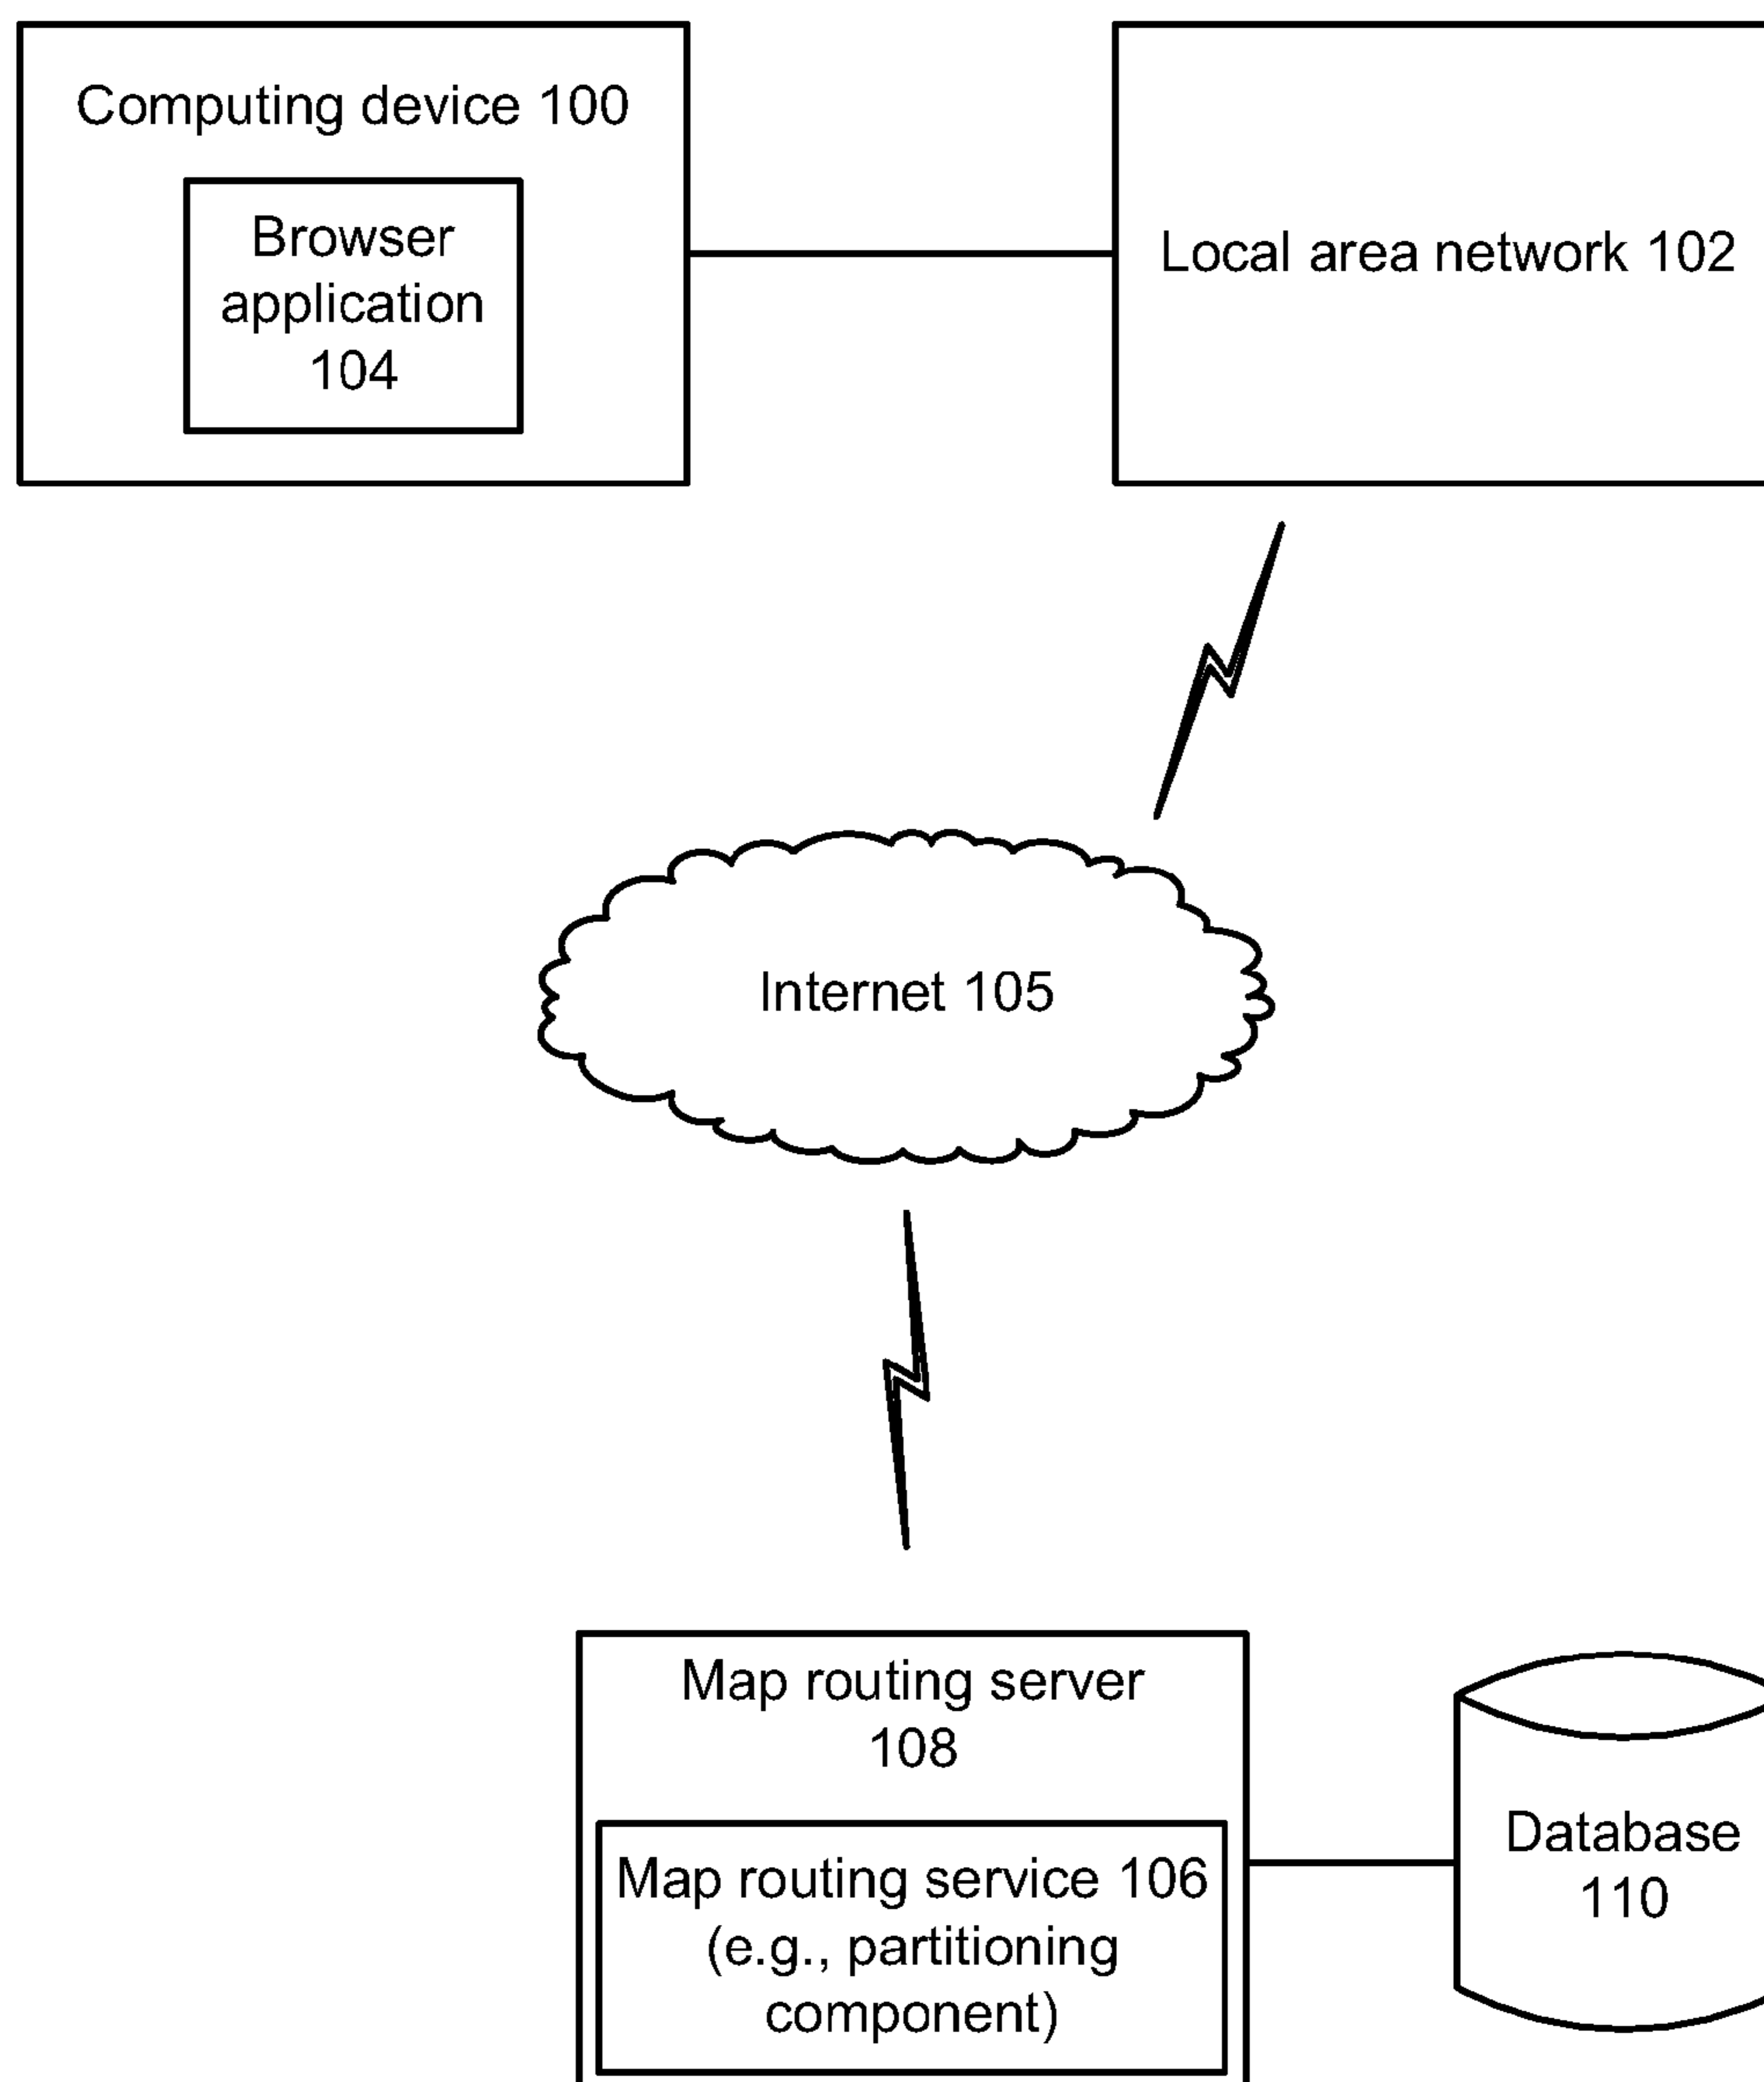 Computing device 100
Browser
application
104
Local area network 102
Internet 105
Map routing server
108
Map routing service 106
(e.g., partitioning
component)
Database
110